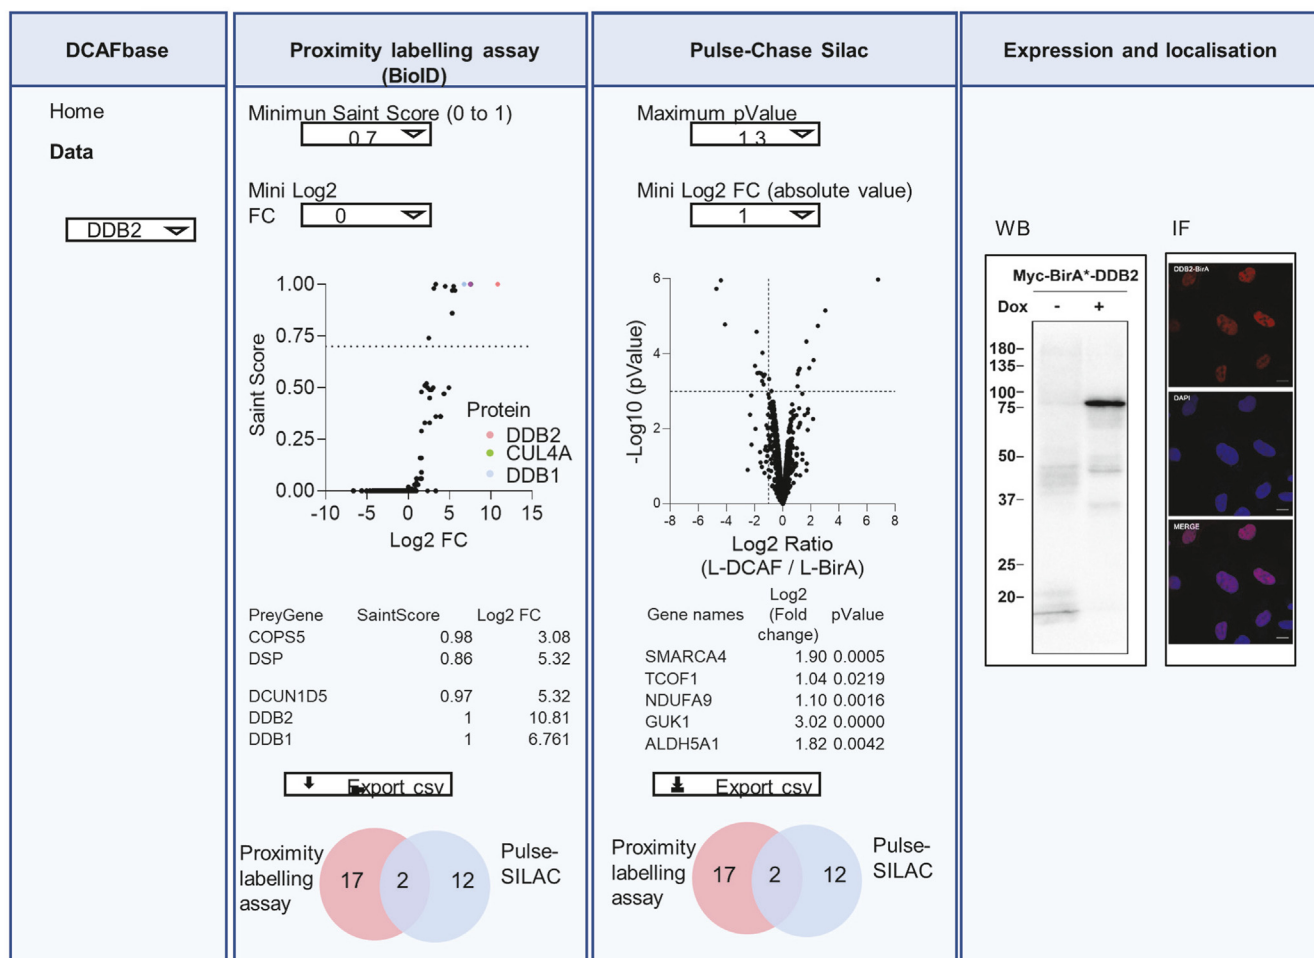 DCAFbase
Home
Data
DDB2
Proximity labelling assay
(BioID)
Minimun Saint Score (0 to 1)
0.7
Mini Log2
FC
0
1.00
0.75
0.50
0.25
0.00
Saint Score
Protein
DDB2
CUL4A
DDB1
-10 -5 0 5 10 15
Log2 FC
PreyGene SaintScore Log2 FC
COPS5 0.98 3.08
DSP 0.86 5.32
DCUN1D5 0.97 5.32
DDB2 1 10.81
DDB1 1 6.761
Export csv
Proximity
labelling
assay
17 2 12
Pulse-
SILAC
Pulse-Chase Silac
Maximum pValue
1.3
Mini Log2 FC (absolute value)
1
6
4
2
0
-Log10 (pValue)
-8 -6 -4 -2 0 2 4 6 8
Log2 Ratio
(L-DCAF / L-BirA)
Gene names Log2
(Fold
change) pValue
SMARCA4 1.90 0.0005
TCOF1 1.04 0.0219
NDUFA9 1.10 0.0016
GUK1 3.02 0.0000
ALDH5A1 1.82 0.0042
Export csv
Proximity
labelling
assay
17 2 12
Pulse-
SILAC
Expression and localisation
WB
Myc-BirA*-DDB2
Dox - +
180–
135–
100–
75–
50–
37–
25–
20–
IF
DDB2-BirA
DAPI
MERGE